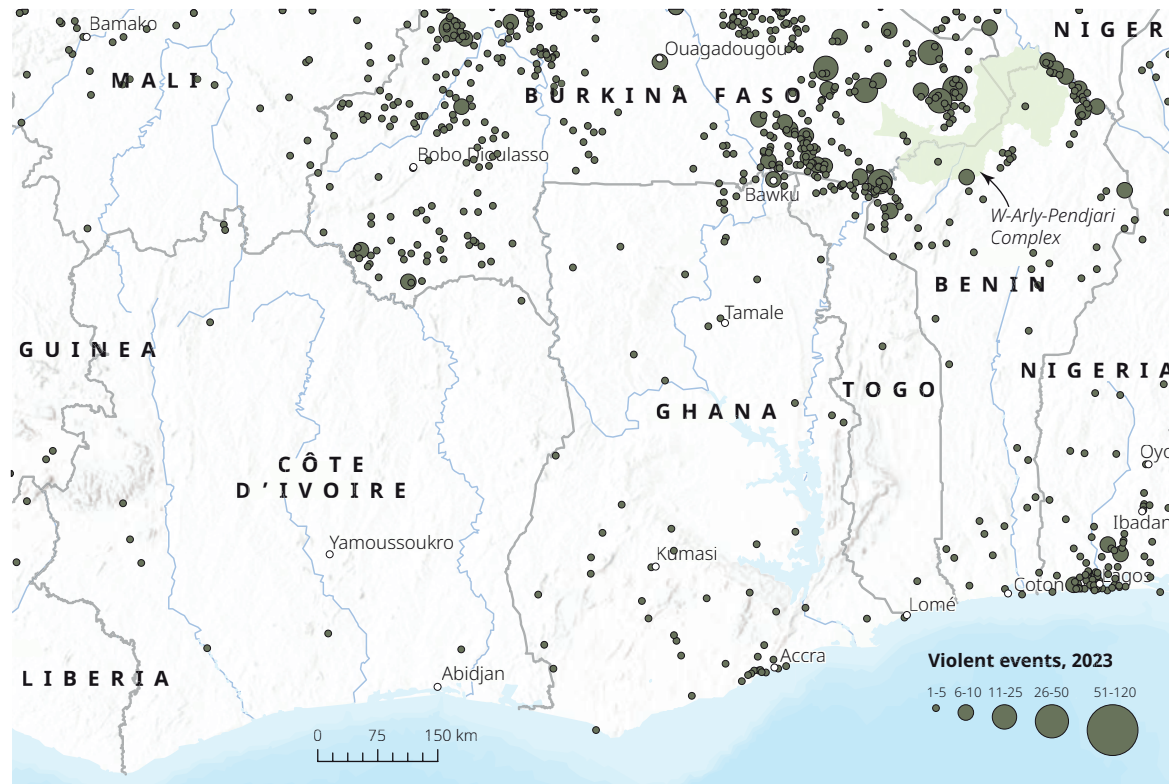 Bamako
NIGER
Ouagadougou
MALI
BURKINA FASO
Bobo Dioulasso
Bawku
W-Arly-Pendjari
Complex
BENIN
Tamale
GUINEA
NIGERIA
TOGO
GHANA
CÔTE
D’IVOIRE
Oyo
Ibadan
Yamoussoukro
Kumasi
Coton
Lagos
Lomé
Accra
Abidjan
LIBERIA
Violent events, 2023
1-5 6-10 11-25 26-50 51-120
0 75 150 km